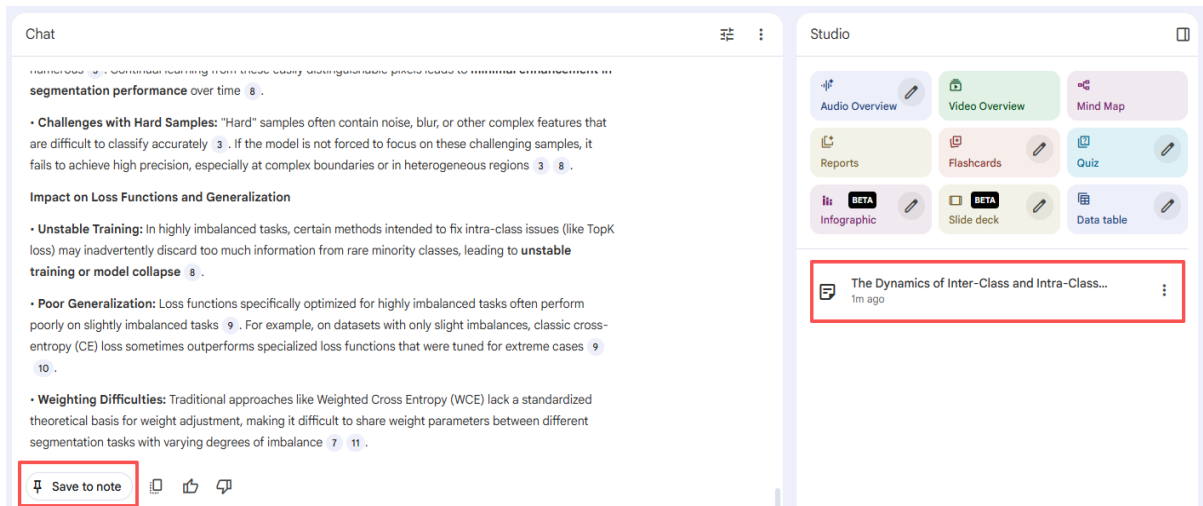 Chat
segmentation performance over time 8 .
• Challenges with Hard Samples: "Hard" samples often contain noise, blur, or other complex features that
are difficult to classify accurately 3 . If the model is not forced to focus on these challenging samples, it
fails to achieve high precision, especially at complex boundaries or in heterogeneous regions 3 8 .
Impact on Loss Functions and Generalization
• Unstable Training: In highly imbalanced tasks, certain methods intended to fix intra-class issues (like TopK
loss) may inadvertently discard too much information from rare minority classes, leading to unstable
training or model collapse 8 .
• Poor Generalization: Loss functions specifically optimized for highly imbalanced tasks often perform
poorly on slightly imbalanced tasks 9 . For example, on datasets with only slight imbalances, classic cross-
entropy (CE) loss sometimes outperforms specialized loss functions that were tuned for extreme cases 9
10 .
• Weighting Difficulties: Traditional approaches like Weighted Cross Entropy (WCE) lack a standardized
theoretical basis for weight adjustment, making it difficult to share weight parameters between different
segmentation tasks with varying degrees of imbalance 7 11 .
Save to note
Studio
Audio Overview
Video Overview
Mind Map
Reports
Flashcards
Quiz
BETA
Infographic
BETA
Slide deck
Data table
The Dynamics of Inter-Class and Intra-Class...
1m ago